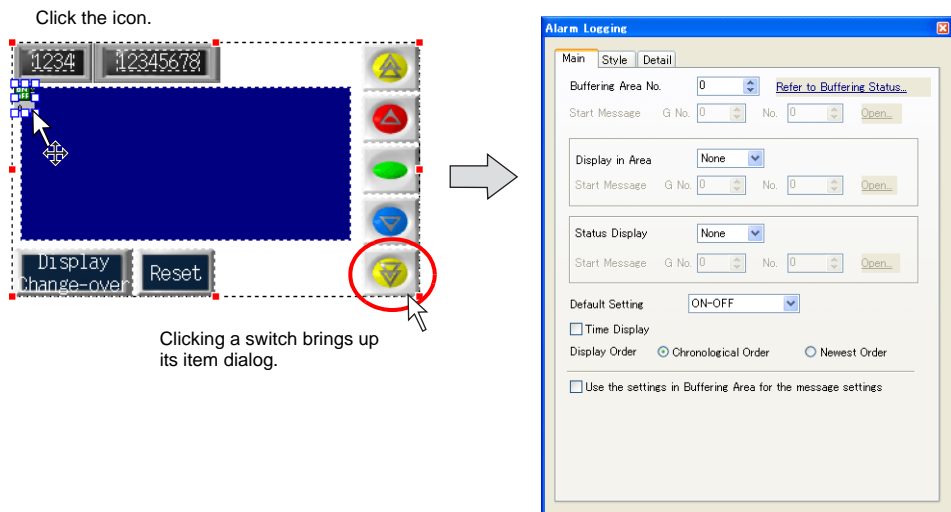 Click the icon.
1234 12345678
ON
OFF
Display
Change-over
Reset
Clicking a switch brings up
its item dialog.
Alarm Logging
Main Style Detail
Buffering Area No. 0 Refer to Buffering Status...
Start Message G No. 0 No. 0 Open...
Display in Area None
Start Message G No. 0 No. 0 Open...
Status Display None
Start Message G No. 0 No. 0 Open...
Default Setting ON-OFF
Time Display
Display Order Chronological Order Newest Order
Use the settings in Buffering Area for the message settings